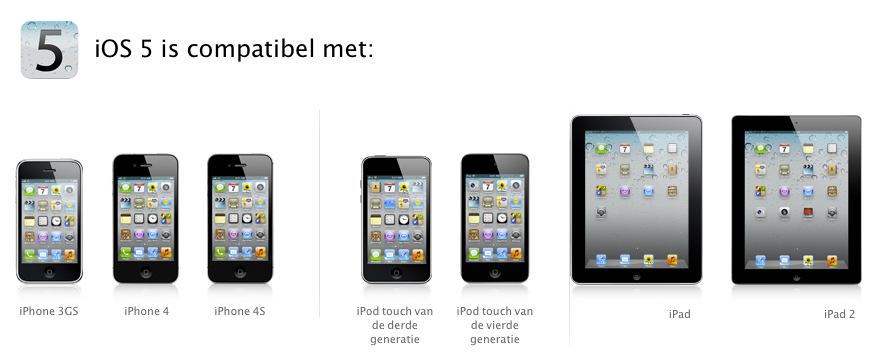 5
iOS 5 is compatibel met:
iPhone 3GS
iPhone 4
iPhone 4S
iPod touch van
de derde
generatie
iPod touch van
de vierde
generatie
iPad
iPad 2